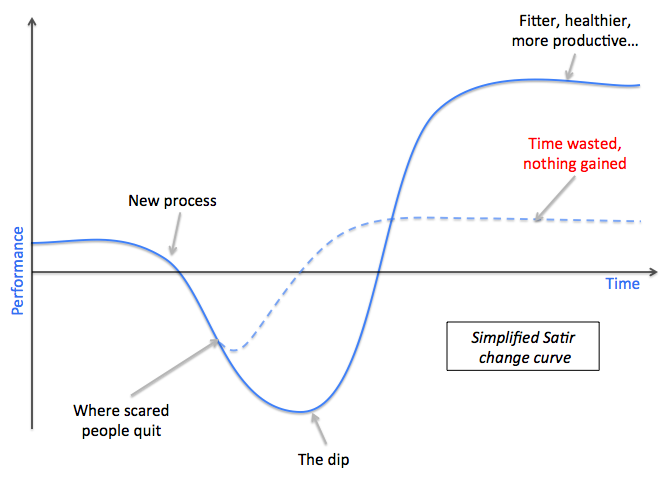 Fitter, healthier,
more productive...
Time wasted,
nothing gained
New process
Performance
Time
Simplified Satir
change curve
Where scared
people quit
The dip